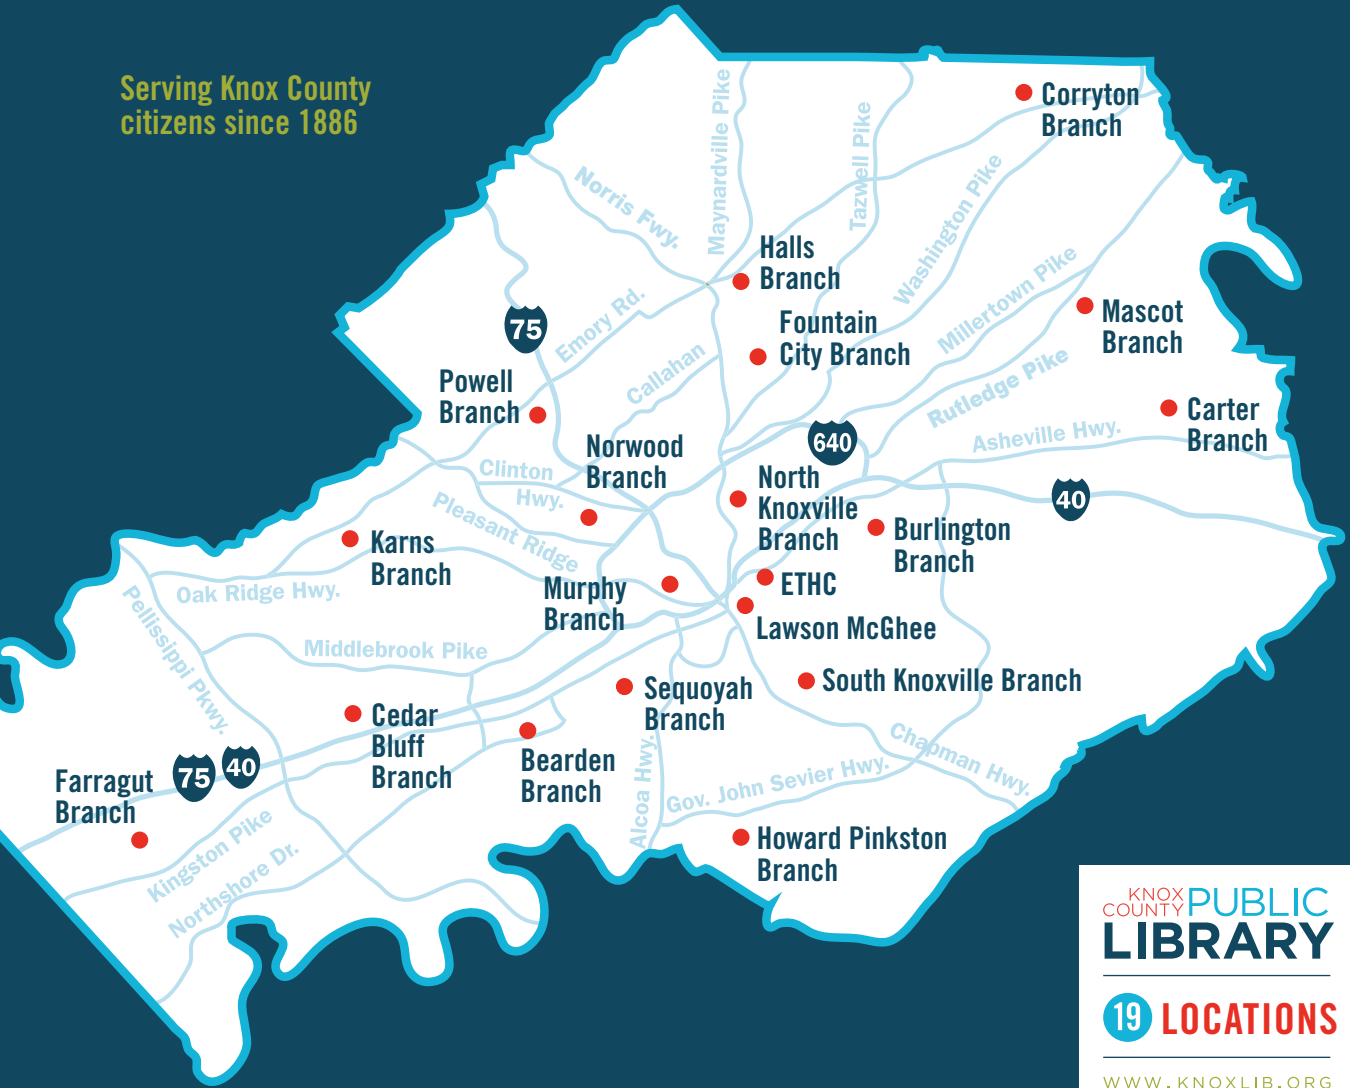 Serving Knox County
citizens since 1886
Corryton
Branch
Maynardville Pike
Tazwell Pike
Norris Fwy.
Washington Pike
Halls
Branch
Millertown Pike
Mascot
Branch
Fountain
City Branch
75
Emory Rd.
Callahan
Rutledge Pike
Powell
Branch
Carter
Branch
640
Asheville Hwy.
Norwood
Branch
Clinton
Hwy.
North
Knoxville
Branch
40
Pleasant Ridge
Burlington
Branch
Karns
Branch
Oak Ridge Hwy.
Murphy
Branch
ETHC
Lawson McGhee
Pellissippi Pkwy.
Middlebrook Pike
Sequoyah
Branch
South Knoxville Branch
Cedar
Bluff
Branch
Bearden
Branch
Alcoa Hwy.
Chapman Hwy.
Gov. John Sevier Hwy.
75
40
Farragut
Branch
Kingston Pike
Northshore Dr.
Howard Pinkston
Branch
KNOX
COUNTY PUBLIC
LIBRARY
19 LOCATIONS
WWW.KNOXLIB.ORG